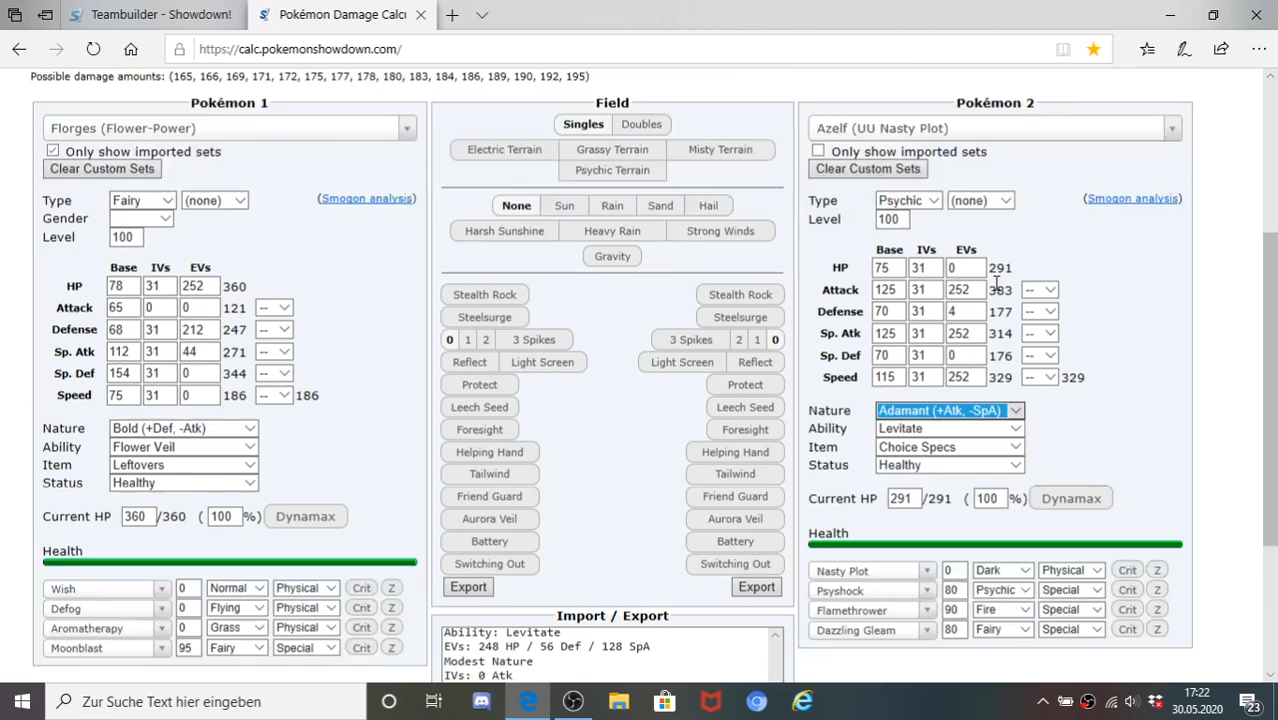 Teambuilder - Showdown!
Pokémon Damage Calcu
https://calc.pokemonshowdown.com/
Possible damage amounts: (165, 166, 169, 171, 172, 175, 177, 178, 180, 183, 184, 186, 189, 190, 192, 195)
Pokémon 1
Florges (Flower-Power)
Only show imported sets
Clear Custom Sets
Type Fairy (none) (Smogon analysis)
Gender
Level 100
Base IVs EVs
HP 78 31 252 360
Attack 65 0 0 121 --
Defense 68 31 212 247 --
Sp. Atk 112 31 44 271 --
Sp. Def 154 31 0 344 --
Speed 75 31 0 186 -- 186
Nature Bold (+Def, -Atk)
Ability Flower Veil
Item Leftovers
Status Healthy
Current HP 360 /360 ( 100 %) Dynamax
Health
Wish 0 Normal Physical Crit Z
Defog 0 Flying Physical Crit Z
Aromatherapy 0 Grass Physical Crit Z
Moonblast 95 Fairy Special Crit Z
Field
Singles Doubles
Electric Terrain Grassy Terrain Misty Terrain
Psychic Terrain
None Sun Rain Sand Hail
Harsh Sunshine Heavy Rain Strong Winds
Gravity
Stealth Rock Stealth Rock
Steelsurge Steelsurge
0 1 2 3 Spikes 3 Spikes 2 1 0
Reflect Light Screen Light Screen Reflect
Protect Protect
Leech Seed Leech Seed
Foresight Foresight
Helping Hand Helping Hand
Tailwind Tailwind
Friend Guard Friend Guard
Aurora Veil Aurora Veil
Battery Battery
Switching Out Switching Out
Export Export
Import / Export
Ability: Levitate
EVs: 248 HP / 56 Def / 128 SpA
Modest Nature
IVs: 0 Atk
Pokémon 2
Azelf (UU Nasty Plot)
Only show imported sets
Clear Custom Sets
Type Psychic (none) (Smogon analysis)
Level 100
Base IVs EVs
HP 75 31 0 291
Attack 125 31 252 383 --
Defense 70 31 4 177 --
Sp. Atk 125 31 252 314 --
Sp. Def 70 31 0 176 --
Speed 115 31 252 329 -- 329
Nature Adamant (+Atk, -SpA)
Ability Levitate
Item Choice Specs
Status Healthy
Current HP 291 /291 ( 100 %) Dynamax
Health
Nasty Plot 0 Dark Physical Crit Z
Psyshock 80 Psychic Special Crit Z
Flamethrower 90 Fire Special Crit Z
Dazzling Gleam 80 Fairy Special Crit Z
Zur Suche Text hier eingeben
17:22
30.05.2020
23